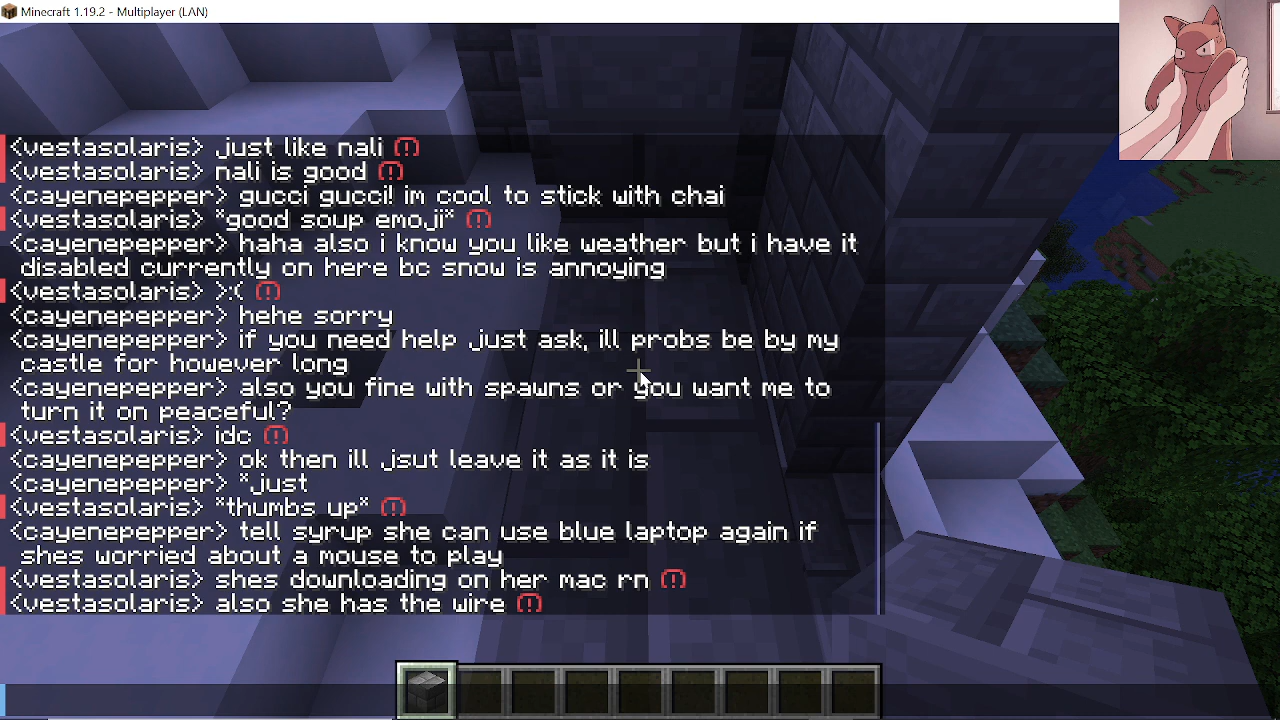 Minecraft 1.19.2 - Multiplayer (LAN)
<vestasolaris> just like nali (!)
<vestasolaris> nali is good (!)
<cayenepepper> gucci gucci! im cool to stick with chai
<vestasolaris> *good soup emoji* (!)
<cayenepepper> haha also i know you like weather but i have it
disabled currently on here bc snow is annoying
<vestasolaris> >:( (!)
<cayenepepper> hehe sorry
<cayenepepper> if you need help just ask, ill probs be by my
castle for however long
<cayenepepper> also you fine with spawns or you want me to
turn it on peaceful?
<vestasolaris> idc (!)
<cayenepepper> ok then ill jsut leave it as it is
<cayenepepper> *just
<vestasolaris> *thumbs up* (!)
<cayenepepper> tell syrup she can use blue laptop again if
shes worried about a mouse to play
<vestasolaris> shes downloading on her mac rn (!)
<vestasolaris> also she has the wire (!)